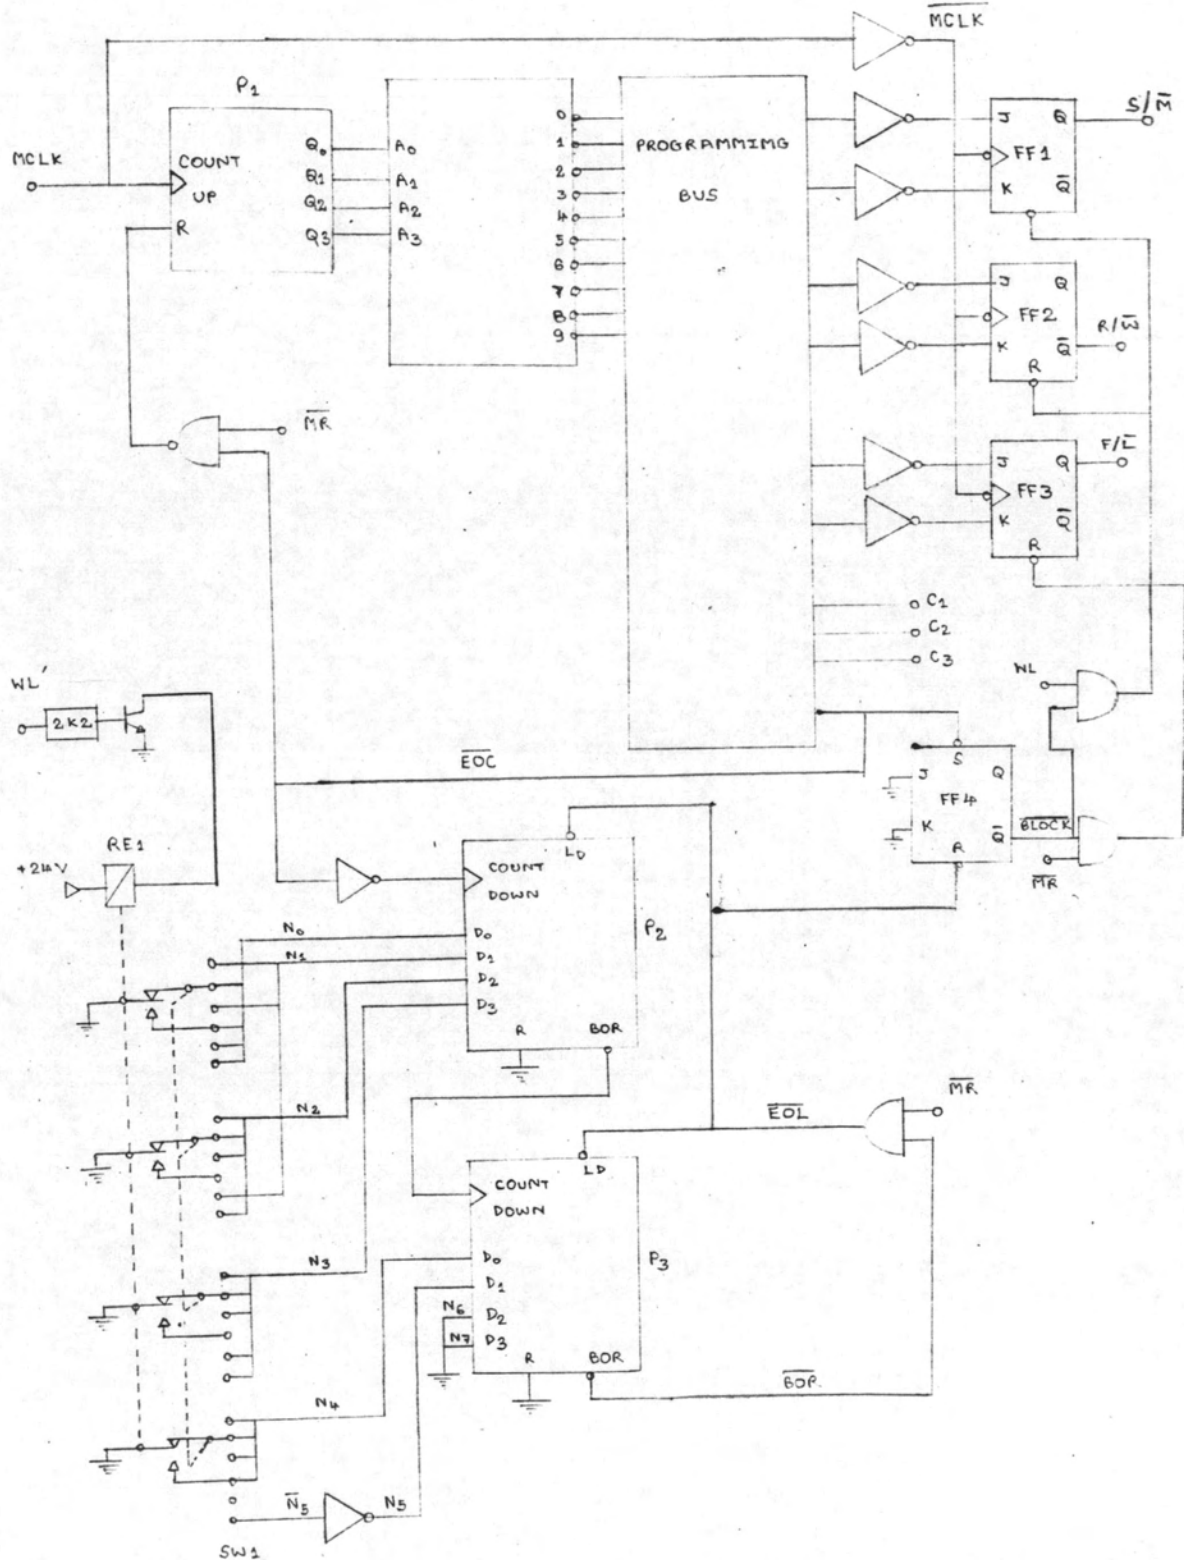 MCLK
P1
COUNT
UP
R
Q0
Q1
Q2
Q3
A0
A1
A2
A3
0
1
2
3
4
5
6
7
8
9
PROGRAMMIMG
BUS
MCLK
J
Q
FF1
K
Q
S/M
J
Q
FF2
K
Q
R
R/W
J
Q
FF3
K
Q
R
F/L
MR
C1
C2
C3
WL
2K2
WL
EOC
S
J
Q
FF4
K
Q
R
BLOCK
MR
RE1
+24V
LD
COUNT
DOWN
P2
D0
D1
D2
D3
R
BOR
N0
N1
N2
N3
N4
N5
N5
SW1
MR
EOL
LD
COUNT
DOWN
P3
D0
D1
N6
D2
N7
D3
R
BOR
BOR